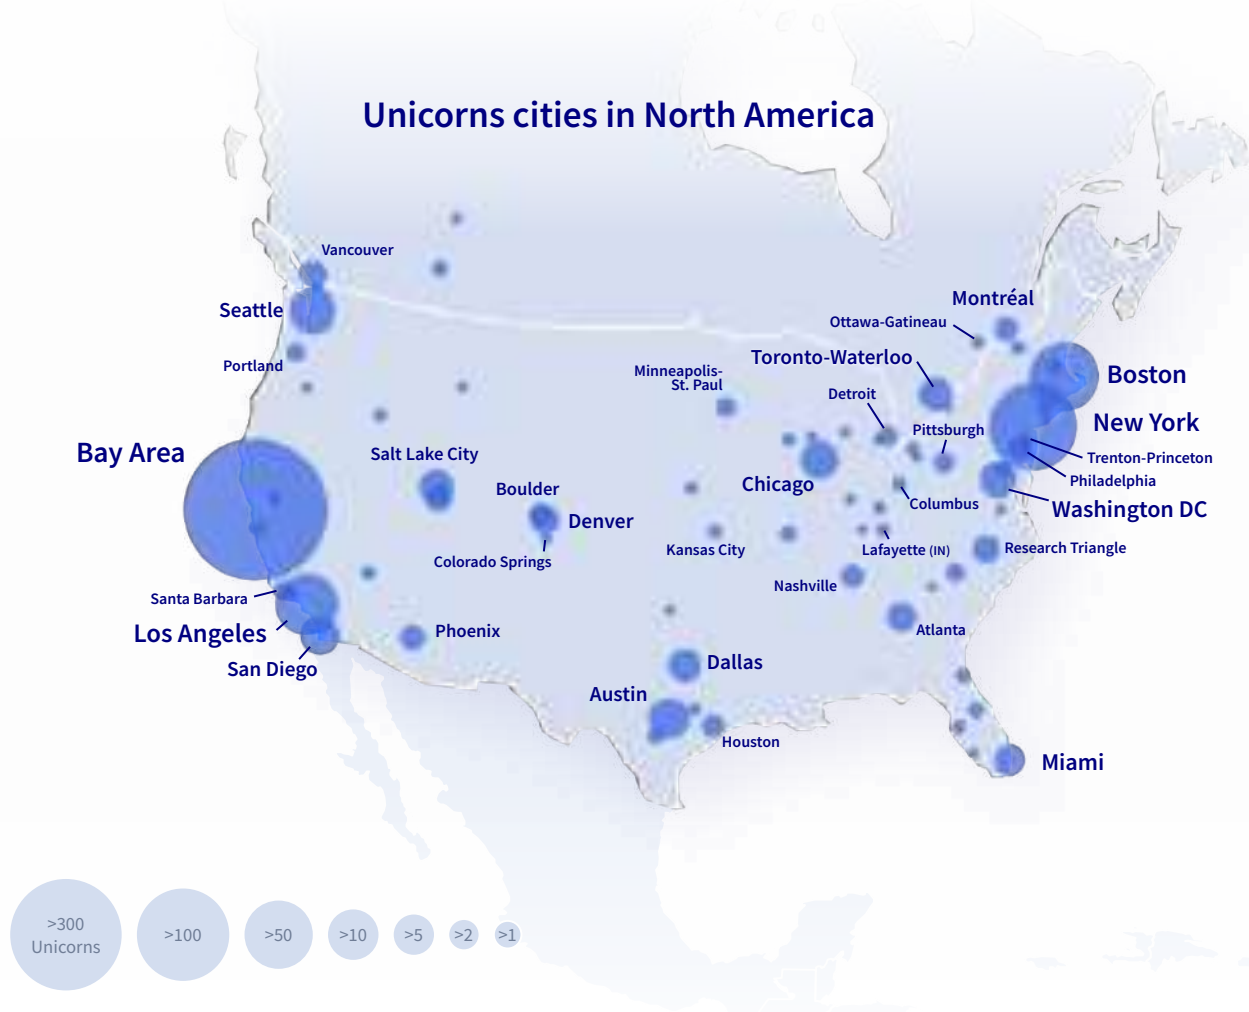 Unicorns cities in North America
Vancouver
Seattle
Portland
Montréal
Ottawa-Gatineau
Toronto-Waterloo
Minneapolis-
St. Paul
Boston
Detroit
New York
Pittsburgh
Bay Area
Salt Lake City
Trenton-Princeton
Philadelphia
Chicago
Boulder
Columbus
Washington DC
Denver
Kansas City
Lafayette (IN)
Research Triangle
Colorado Springs
Nashville
Santa Barbara
Los Angeles
Phoenix
Atlanta
San Diego
Dallas
Austin
Houston
Miami
>300
Unicorns
>100
>50
>10
>5
>2
>1